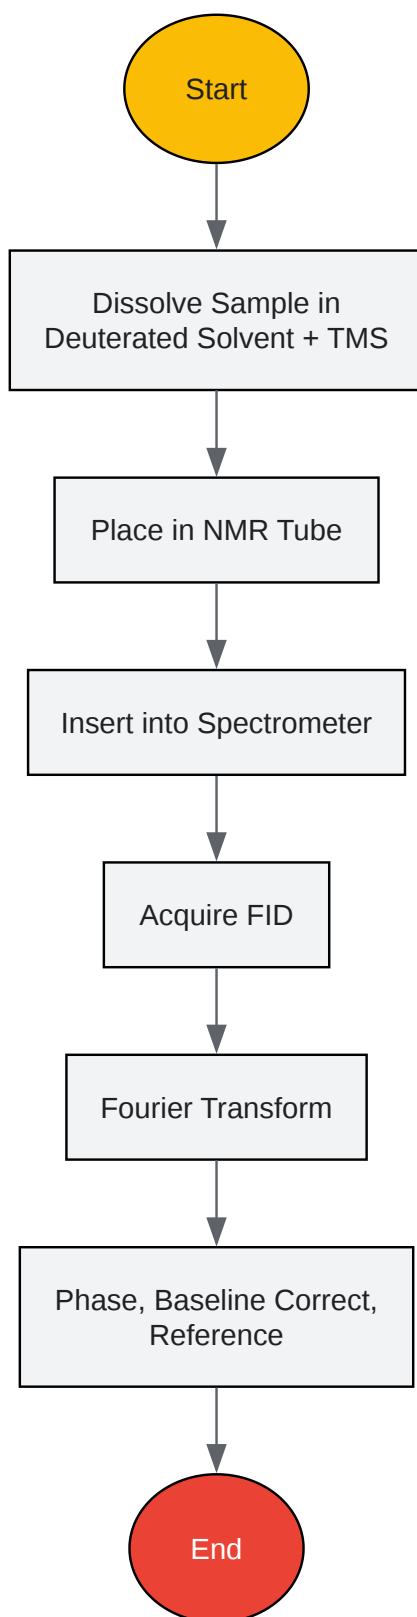 Start
Dissolve Sample in
Deuterated Solvent + TMS
Place in NMR Tube
Insert into Spectrometer
Acquire FID
Fourier Transform
Phase, Baseline Correct,
Reference
End